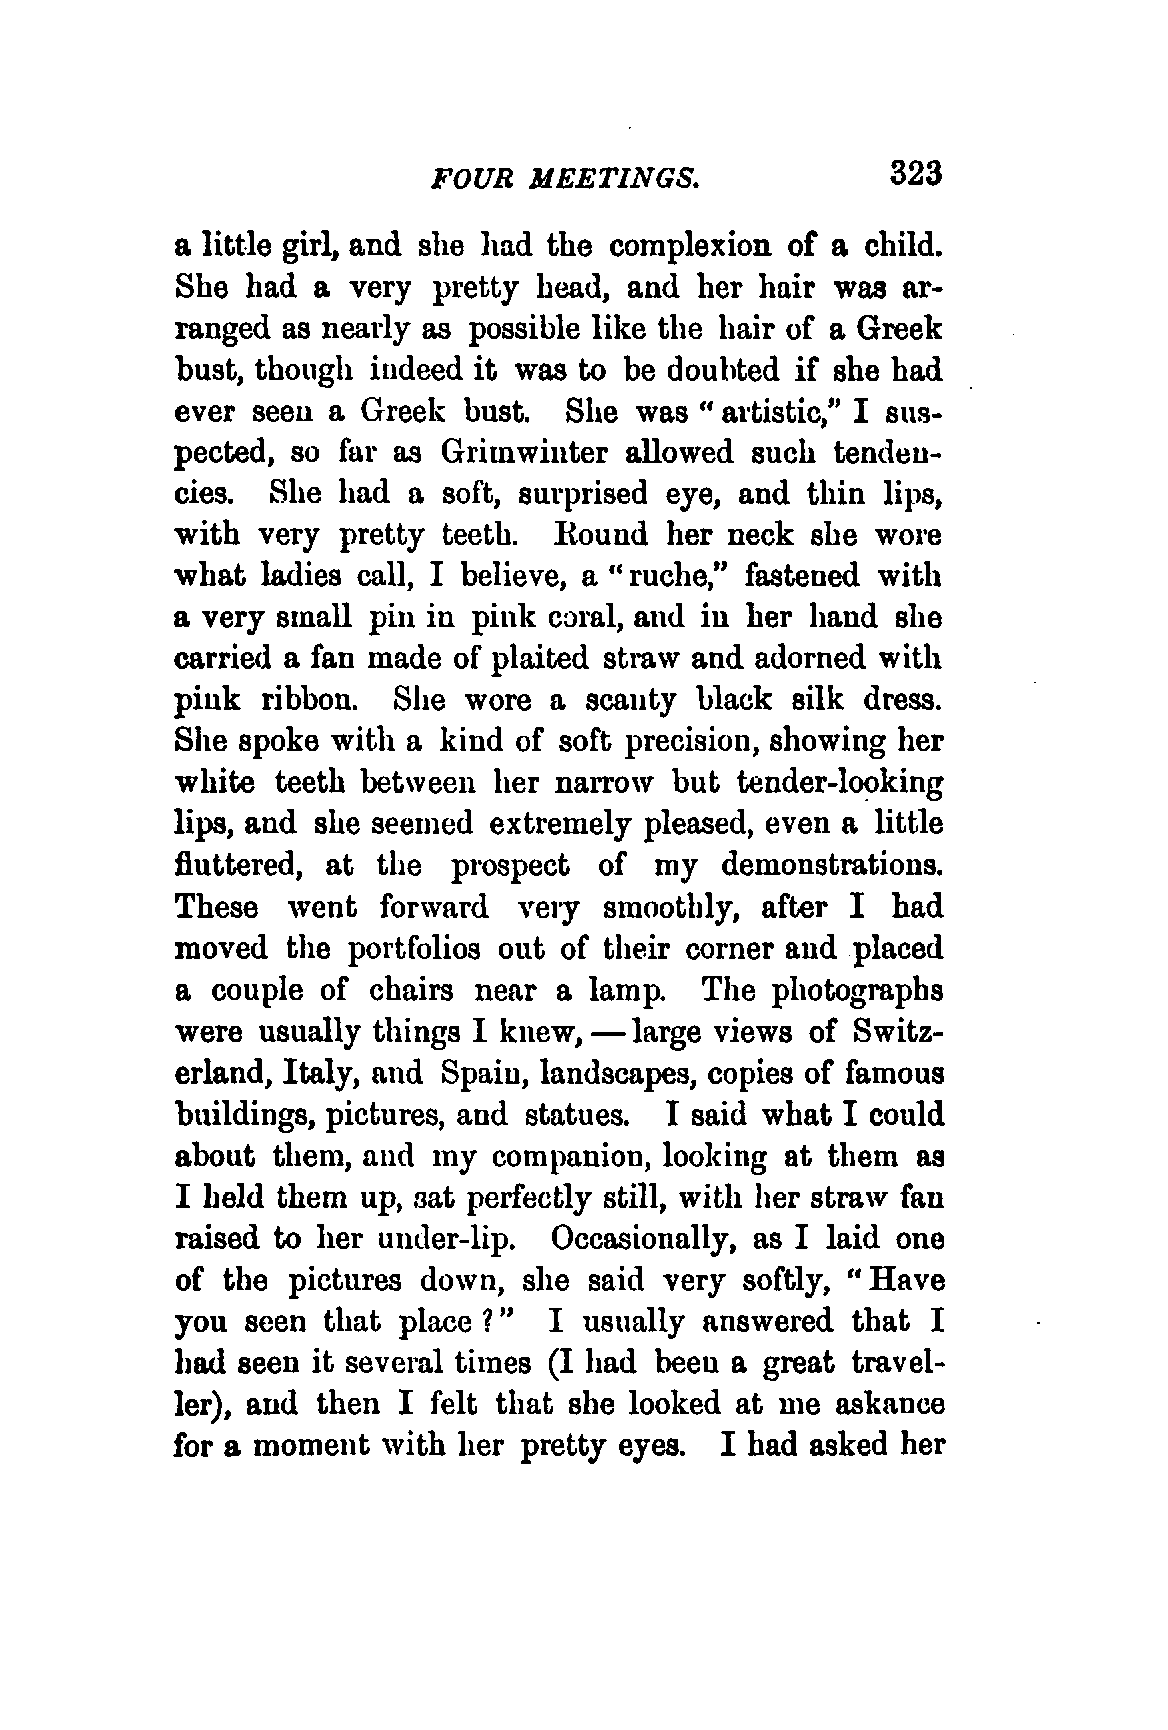 FOUR MEETINGS. 323
a little girl, and she had the complexion of a child.
She had a very pretty head, and her hair was ar-
ranged as nearly as possible like the hair of a Greek
bust, though indeed it was to be doubted if she had
ever seen a Greek bust. She was “artistic,” I sus-
pected, so far as Grimwinter allowed such tenden-
cies. She had a soft, surprised eye, and thin lips,
with very pretty teeth. Round her neck she wore
what ladies call, I believe, a “ruche,” fastened with
a very small pin in pink coral, and in her hand she
carried a fan made of plaited straw and adorned with
pink ribbon. She wore a scanty black silk dress.
She spoke with a kind of soft precision, showing her
white teeth between her narrow but tender-looking
lips, and she seemed extremely pleased, even a little
fluttered, at the prospect of my demonstrations.
These went forward very smoothly, after I had
moved the portfolios out of their corner and placed
a couple of chairs near a lamp. The photographs
were usually things I knew, — large views of Switz-
erland, Italy, and Spain, landscapes, copies of famous
buildings, pictures, and statues. I said what I could
about them, and my companion, looking at them as
I held them up, sat perfectly still, with her straw fan
raised to her under-lip. Occasionally, as I laid one
of the pictures down, she said very softly, “Have
you seen that place?” I usually answered that I
had seen it several times (I had been a great travel-
ler), and then I felt that she looked at me askance
for a moment with her pretty eyes. I had asked her